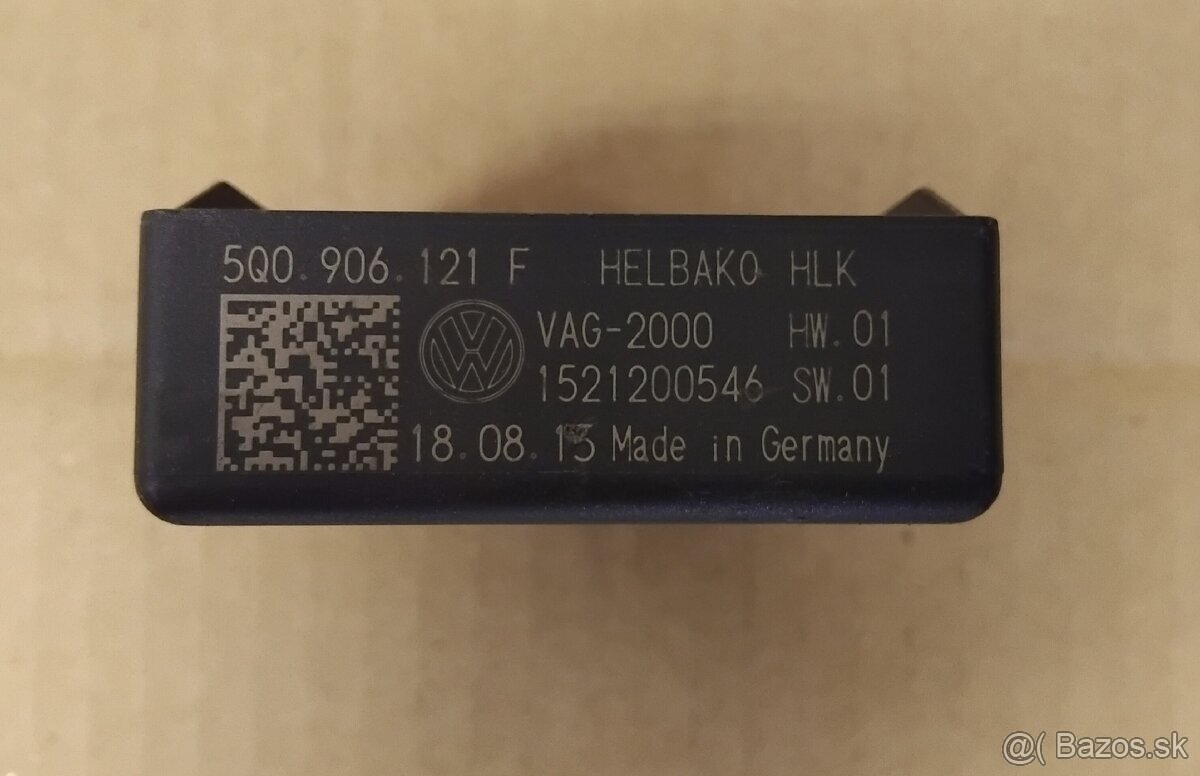 5Q0.906.121 F HELBAKO HLK
VAG-2000 HW.01
1521200546 SW.01
18.08.15 Made in Germany
@( Bazos.sk